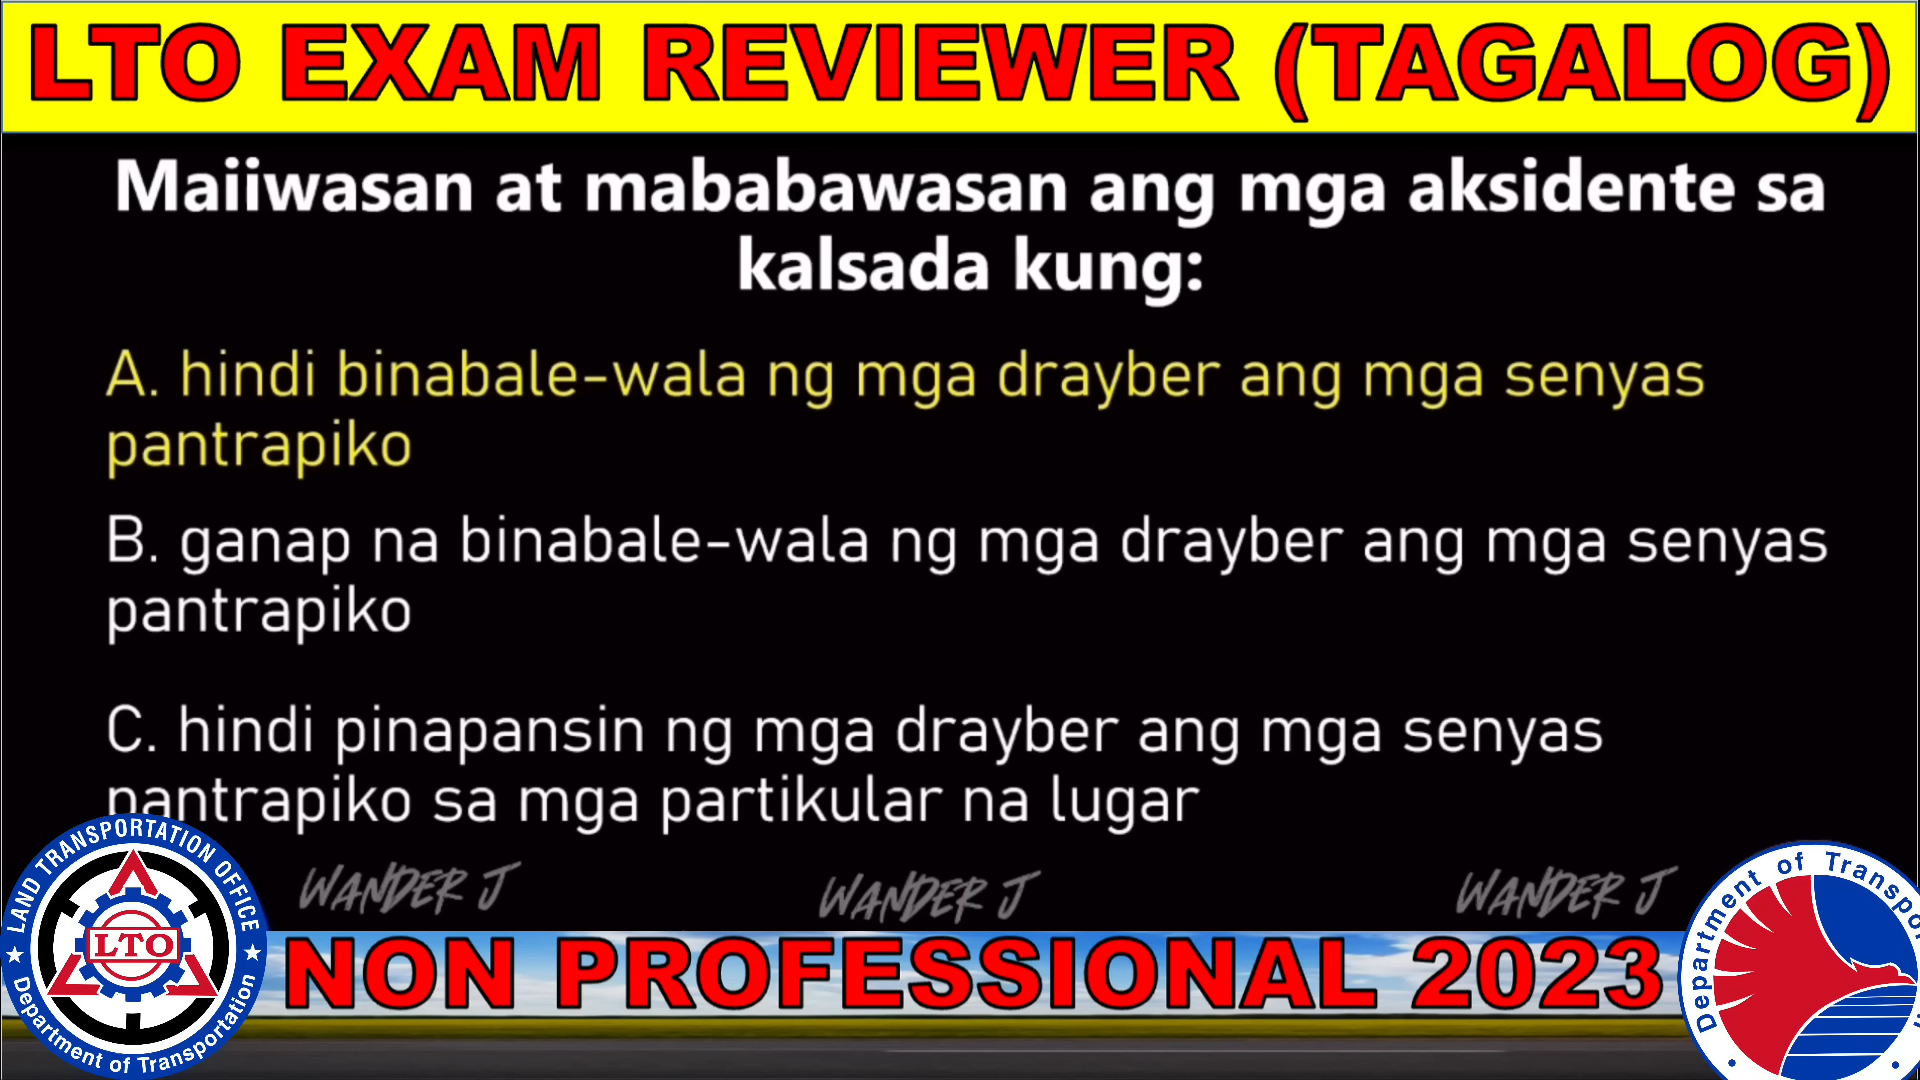 LTO EXAM REVIEWER (TAGALOG)
Maiiwasan at mababawasan ang mga aksidente sa
kalsada kung:
A. hindi binabale-wala ng mga drayber ang mga senyas
pantrapiko
B. ganap na binabale-wala ng mga drayber ang mga senyas
pantrapiko
C. hindi pinapansin ng mga drayber ang mga senyas
pantrapiko sa mga partikular na lugar
WANDER J WANDER J WANDER J
LAND TRANSPORTATION OFFICE
LTO
Department of Transportation
NON PROFESSIONAL 2023
Department of